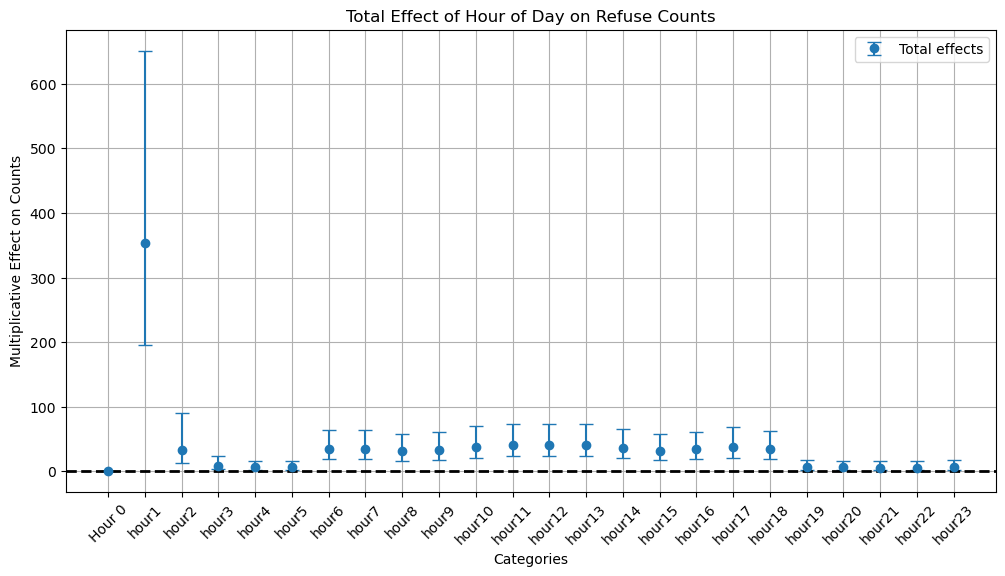 Total Effect of Hour of Day on Refuse Counts
Total effects
Multiplicative Effect on Counts
600
500
400
300
200
100
0
Hour 0
hour1
hour2
hour3
hour4
hour5
hour6
hour7
hour8
hour9
hour10
hour11
hour12
hour13
hour14
hour15
hour16
hour17
hour18
hour19
hour20
hour21
hour22
hour23
Categories